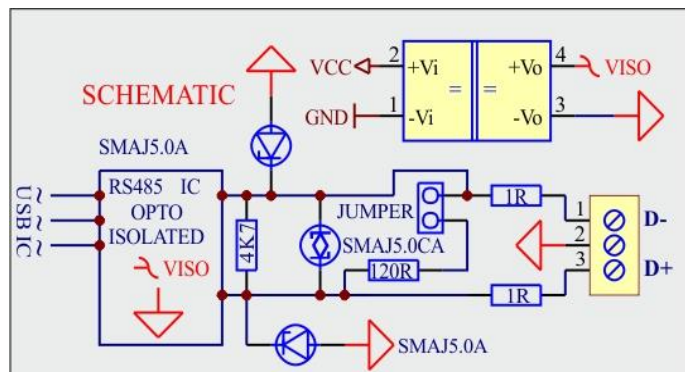 2
+Vi
+Vo
4
VCC
VISO
SCHEMATIC
= =
GND
1
-Vi
-Vo
3
SMAJ5.0A
RS485 IC
OPTO
ISOLATED
VISO
USB IC
~
~
~
4K7
JUMPER
SMAJ5.0CA
120R
1R
1
D-
2
3
D+
1R
SMAJ5.0A